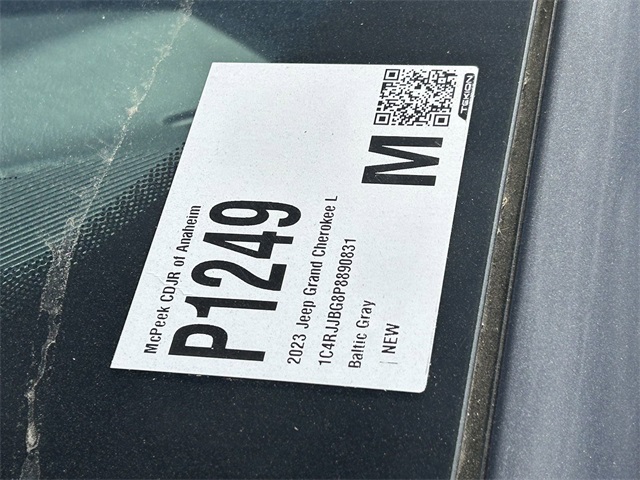 McPeek CDJR of Anaheim
P1249
2023 Jeep Grand Cherokee L
1C4RJJBG8P8890831
Baltic Gray
| NEW
M
TEKION